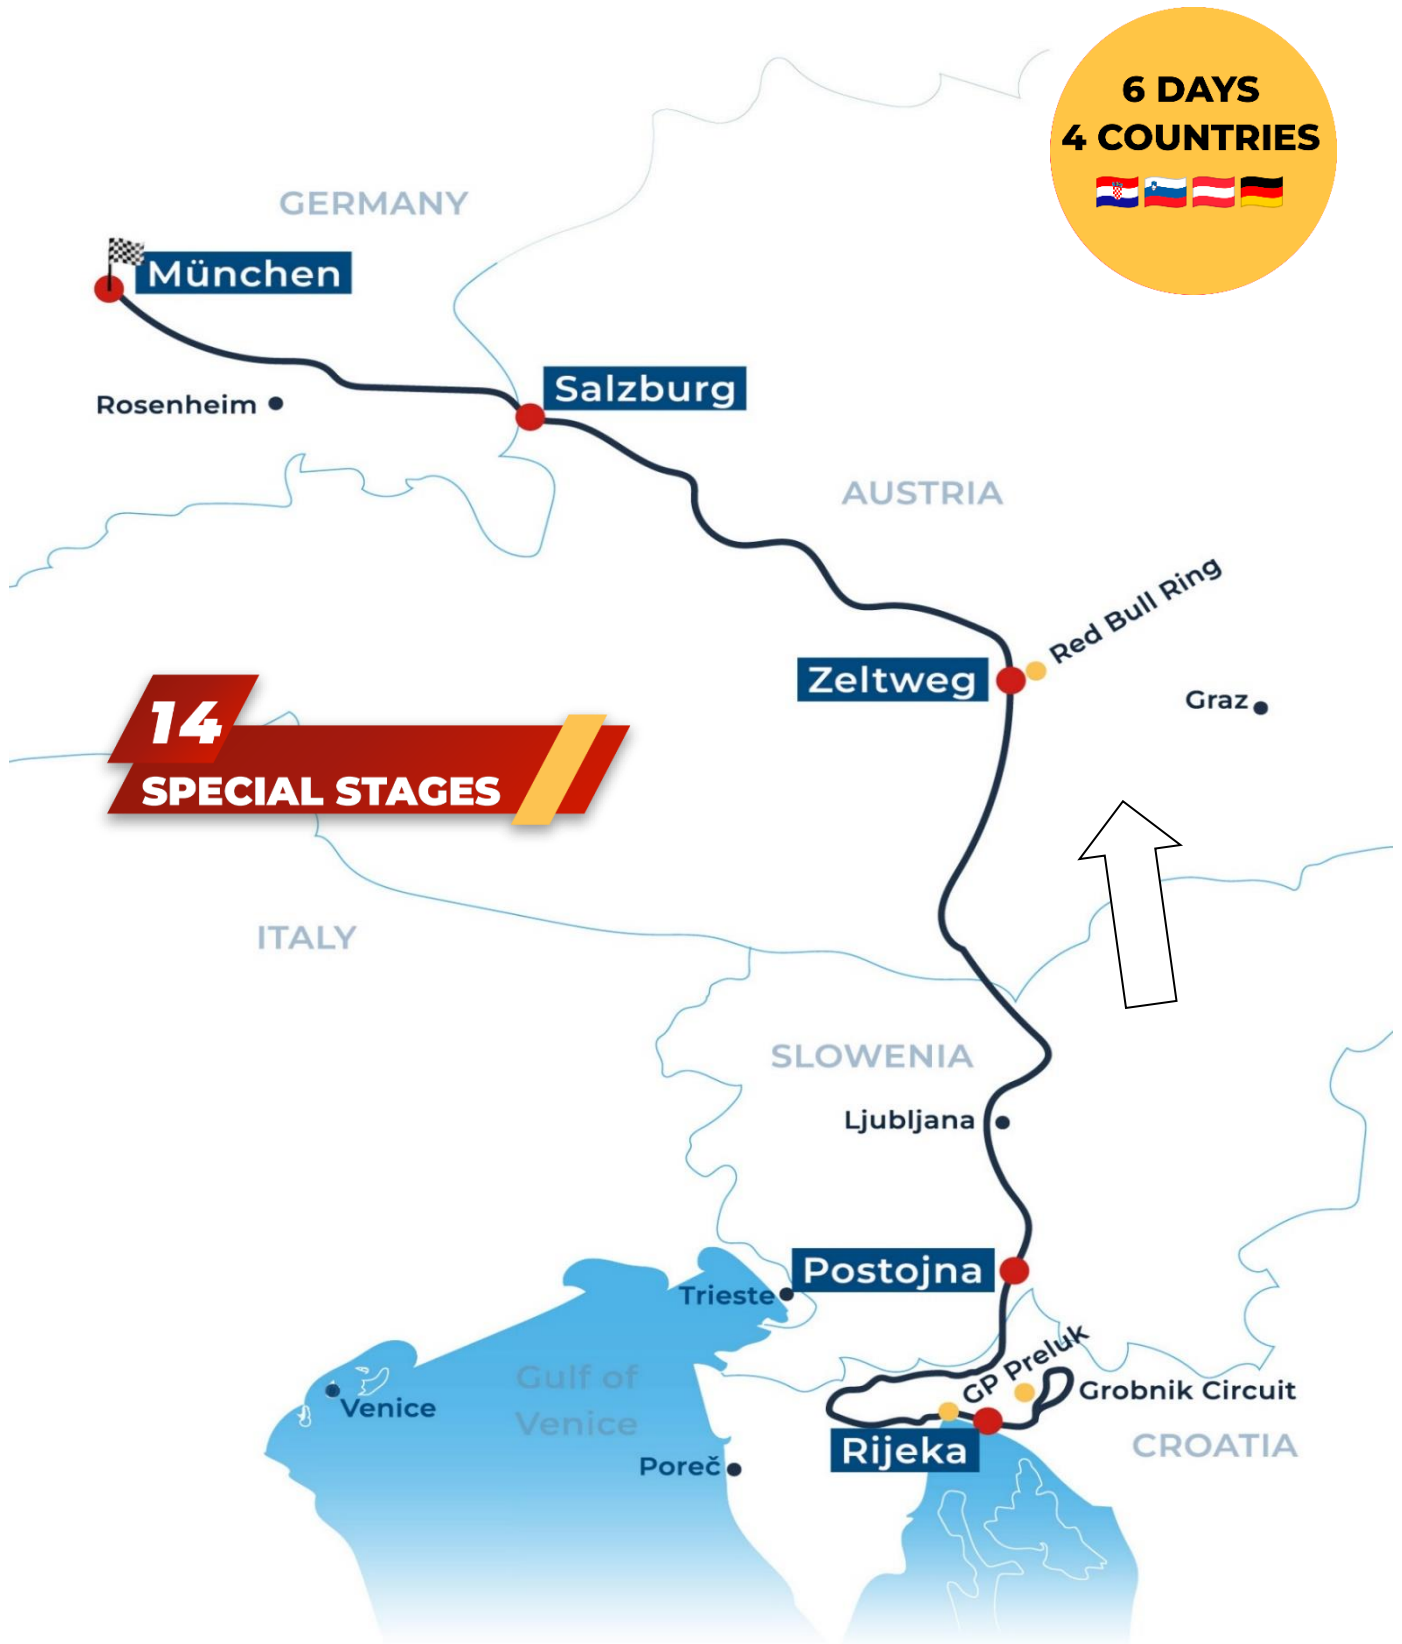 6 DAYS
4 COUNTRIES
GERMANY
München
Salzburg
Rosenheim
AUSTRIA
Red Bull Ring
Zeltweg
Graz
14
SPECIAL STAGES
ITALY
SLOWENIA
Ljubljana
Postojna
Trieste
GP Preluk
Gulf of
Venice
Grobnik Circuit
Venice
Rijeka
CROATIA
Poreč